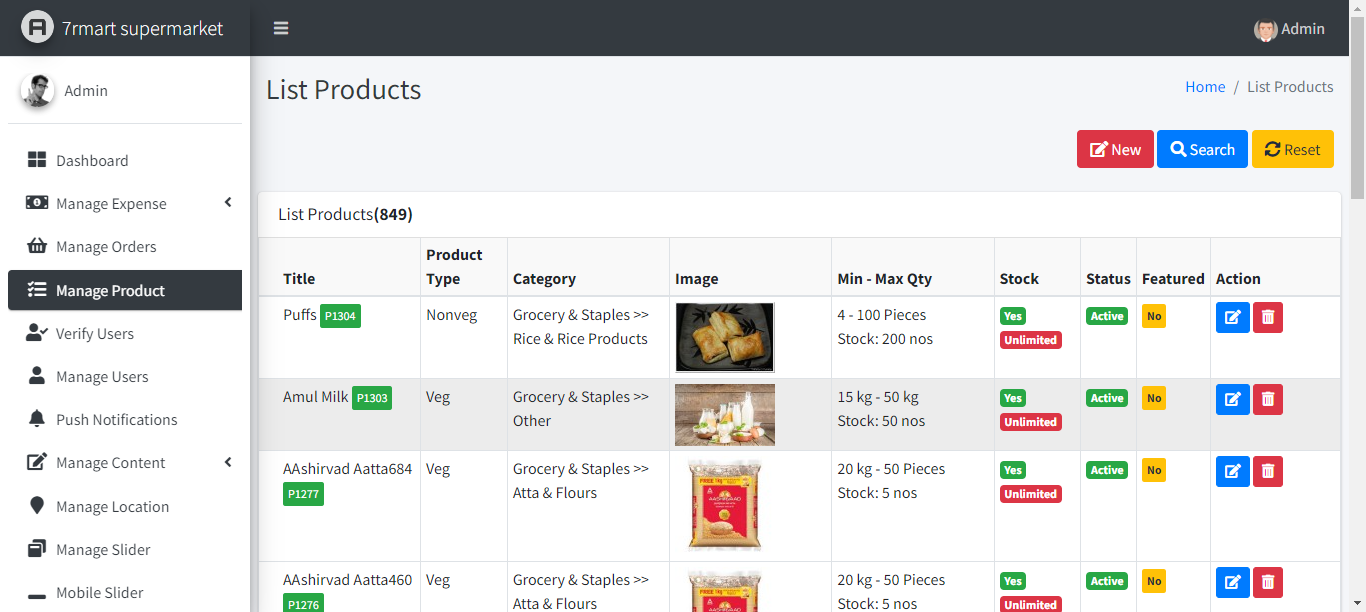 7rmart supermarket
Admin
Admin
List Products
Home / List Products
Dashboard
Manage Expense
Manage Orders
Manage Product
Verify Users
Manage Users
Push Notifications
Manage Content
Manage Location
Manage Slider
Mobile Slider
New Search Reset
List Products(849)
Title Product Type Category Image Min - Max Qty Stock Status Featured Action
Puffs P1304 Nonveg Grocery & Staples >> 4 - 100 Pieces Yes Active No
Rice & Rice Products Stock: 200 nos Unlimited
Amul Milk P1303 Veg Grocery & Staples >> 15 kg - 50 kg Yes Active No
Other Stock: 50 nos Unlimited
AAshirvad Aatta684 Veg Grocery & Staples >> 20 kg - 50 Pieces Yes Active No
P1277 Atta & Flours Stock: 5 nos Unlimited
AAshirvad Aatta460 Veg Grocery & Staples >> 20 kg - 50 Pieces Yes Active No
P1276 Atta & Flours Stock: 5 nos Unlimited